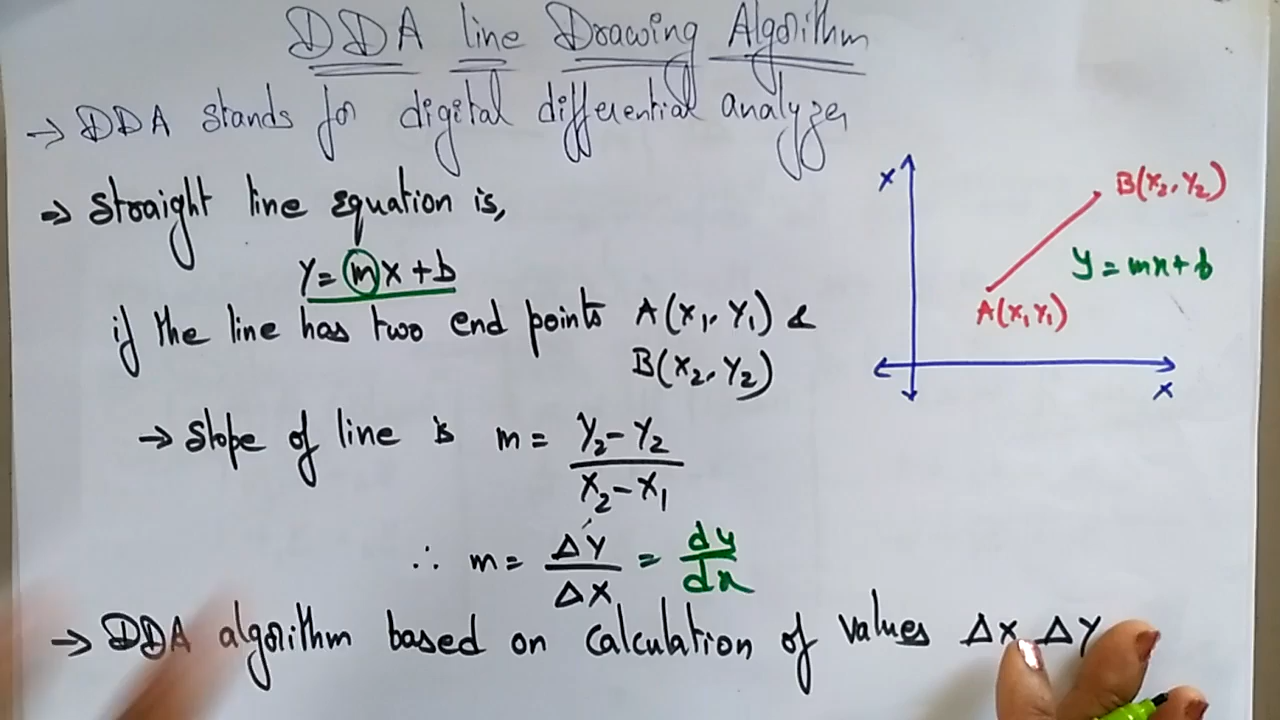 DDA line Drawing Algorithm
→ DDA stands for digital differential analyzer
→ Straight line equation is,
Y = mX + b
if the line has two end points A(X1, Y1) &
B(X2, Y2)
→ Slope of line is m = Y2 - Y2
X2 - X1
∴ m = ΔY = dy
ΔX dx
→ DDA algorithm based on calculation of values ΔX ΔY
X
B(X2, Y2)
y = mx + b
A(X1 Y1)
X